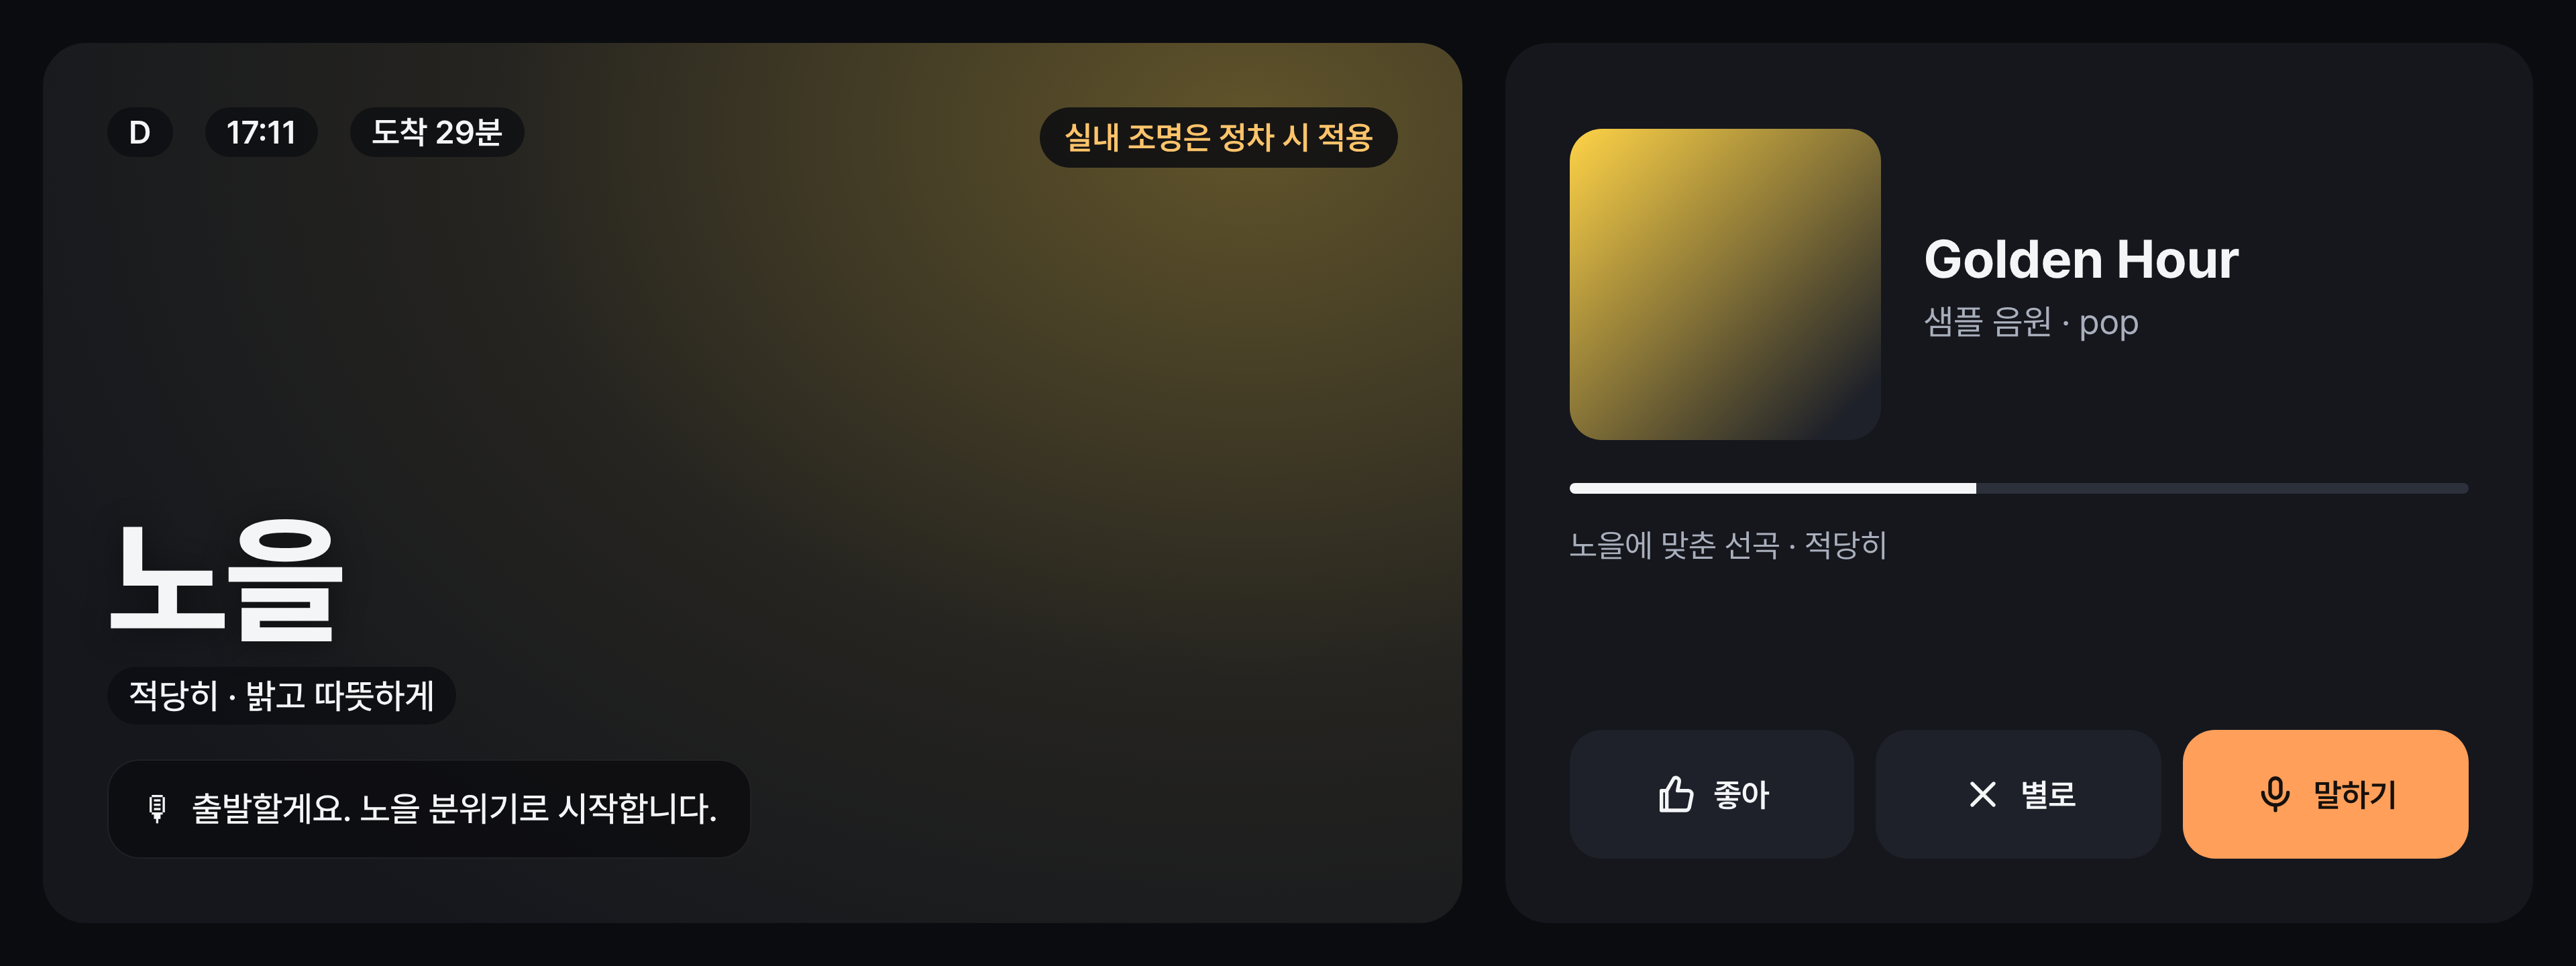 D 17:11 도착 29분
실내 조명은 정차 시 적용
노을
적당히 · 밝고 따뜻하게
출발할게요. 노을 분위기로 시작합니다.
Golden Hour
샘플 음원 · pop
노을에 맞춘 선곡 · 적당히
좋아 별로 말하기